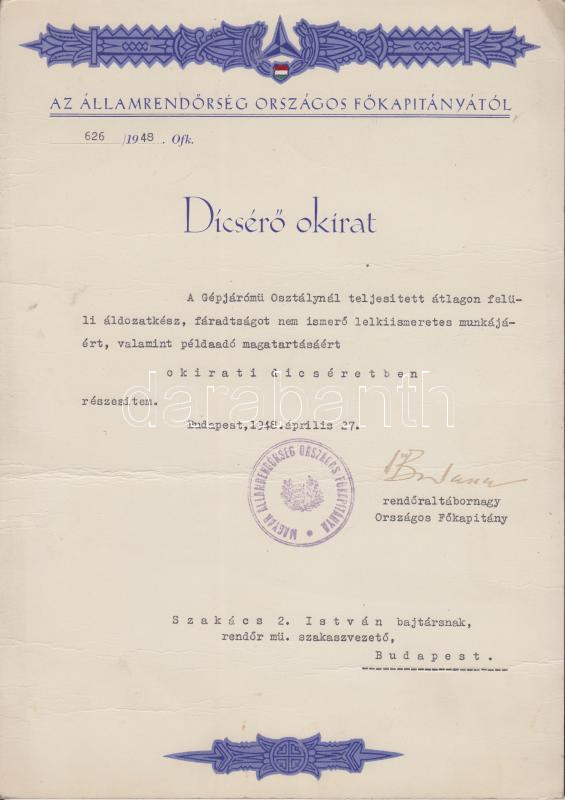 AZ ÁLLAMRENDŐRSÉG ORSZÁGOS FŐKAPITÁNYÁTÓL
626 /1948. Ofk.
Dícsérő okirat
A Gépjárómü Osztálynál teljesitett átlagon felü-
li áldozatkész, fáradtságot nem ismerő lelkiismeretes munkájá-
ért, valamint példaadó magatartásáért
okirati dicséretben
részesitem.
darabanth
Budapest,1948.április 27.
MAGYAR ÁLLAMRENDŐRSÉG ORSZÁGOS FŐKAPITÁNYA
rendőraltábornagy
Országos Főkapitány
Szakács 2. István bajtársnak,
rendőr mü. szakaszvezető,
Budapest.